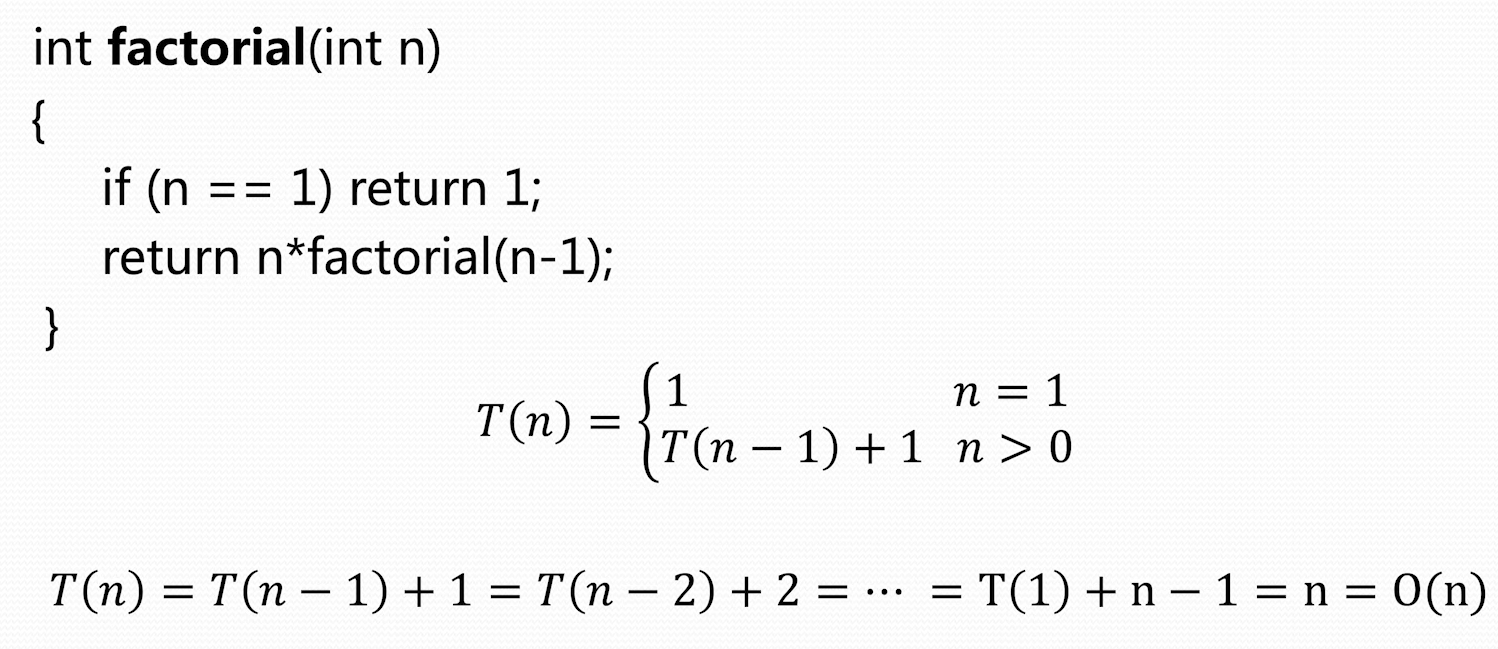 int factorial(int n)
{
if (n == 1) return 1;
return n*factorial(n-1);
}
T(n) = {1 n = 1
T(n − 1) + 1 n > 0
T(n) = T(n − 1) + 1 = T(n − 2) + 2 = ⋯ = T(1) + n − 1 = n = O(n)